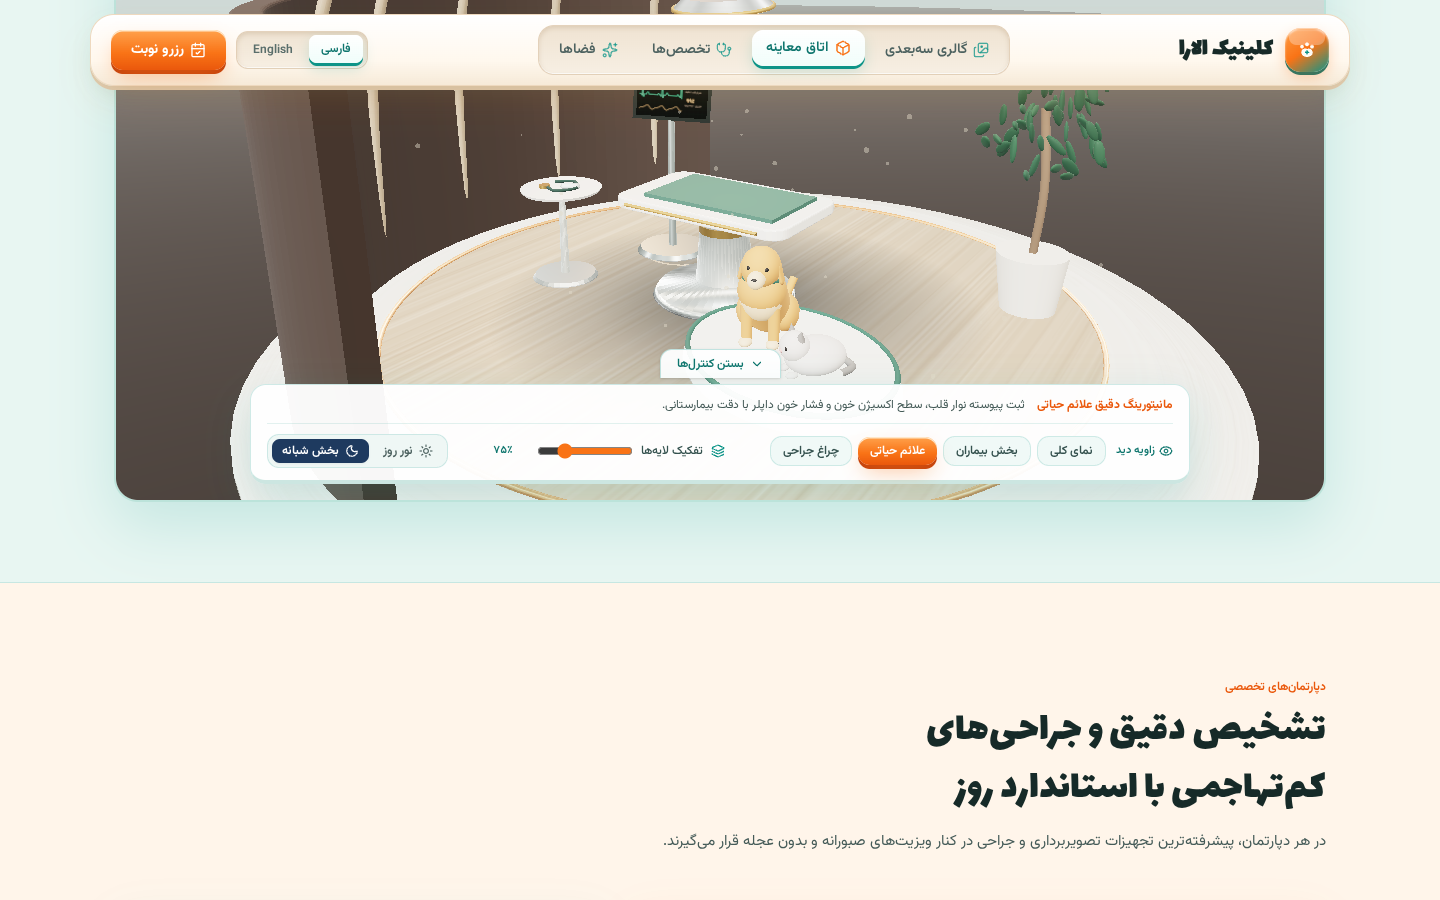 کلینیک الارا
گالری سه‌بعدی
اتاق معاینه
تخصص‌ها
فضاها
فارسی
English
رزرو نوبت
بستن کنترل‌ها
مانیتورینگ دقیق علائم حیاتی
ثبت پیوسته نوار قلب، سطح اکسیژن خون و فشار خون داپلر با دقت بیمارستانی.
زاویه دید
نمای کلی
بخش بیماران
علائم حیاتی
چراغ جراحی
تفکیک لایه‌ها
۷۵٪
نور روز
بخش شبانه
دپارتمان‌های تخصصی
تشخیص دقیق و جراحی‌های
کم‌تهاجمی با استاندارد روز
در هر دپارتمان، پیشرفته‌ترین تجهیزات تصویربرداری و جراحی در کنار ویزیت‌های صبورانه و بدون عجله قرار می‌گیرند.